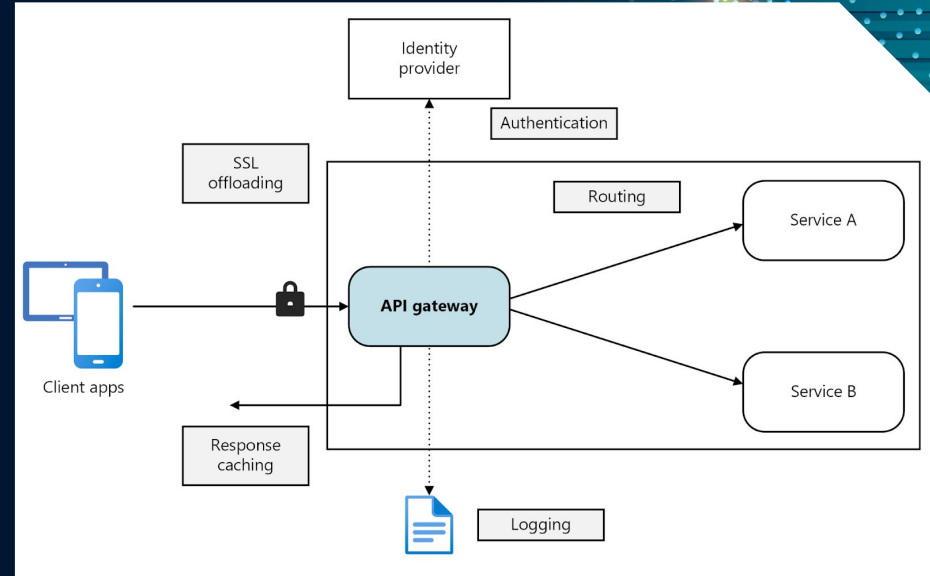 Identity
provider
Authentication
SSL
offloading
Routing
Service A
API gateway
Client apps
Service B
Response
caching
Logging